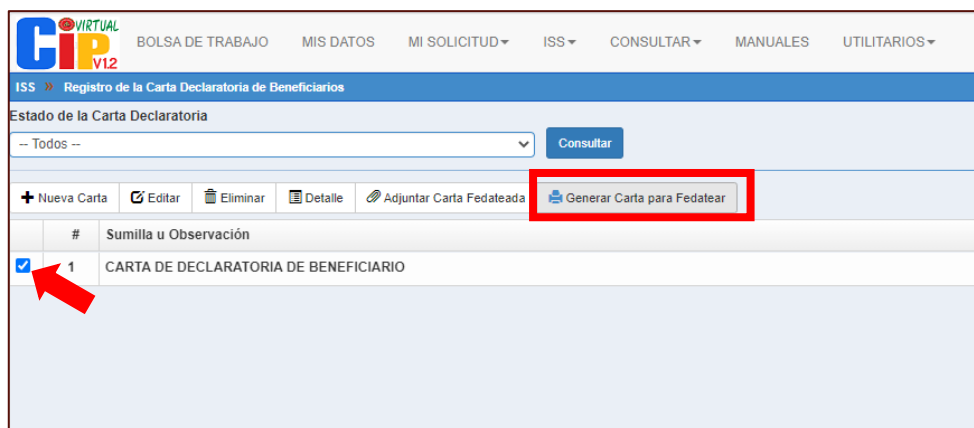 VIRTUAL
CIP
V1.2
BOLSA DE TRABAJO MIS DATOS MI SOLICITUD ISS CONSULTAR MANUALES UTILITARIOS
ISS » Registro de la Carta Declaratoria de Beneficiarios
Estado de la Carta Declaratoria
-- Todos -- Consultar
Nueva Carta Editar Eliminar Detalle Adjuntar Carta Fedateada Generar Carta para Fedatear
# Sumilla u Observación
1 CARTA DE DECLARATORIA DE BENEFICIARIO